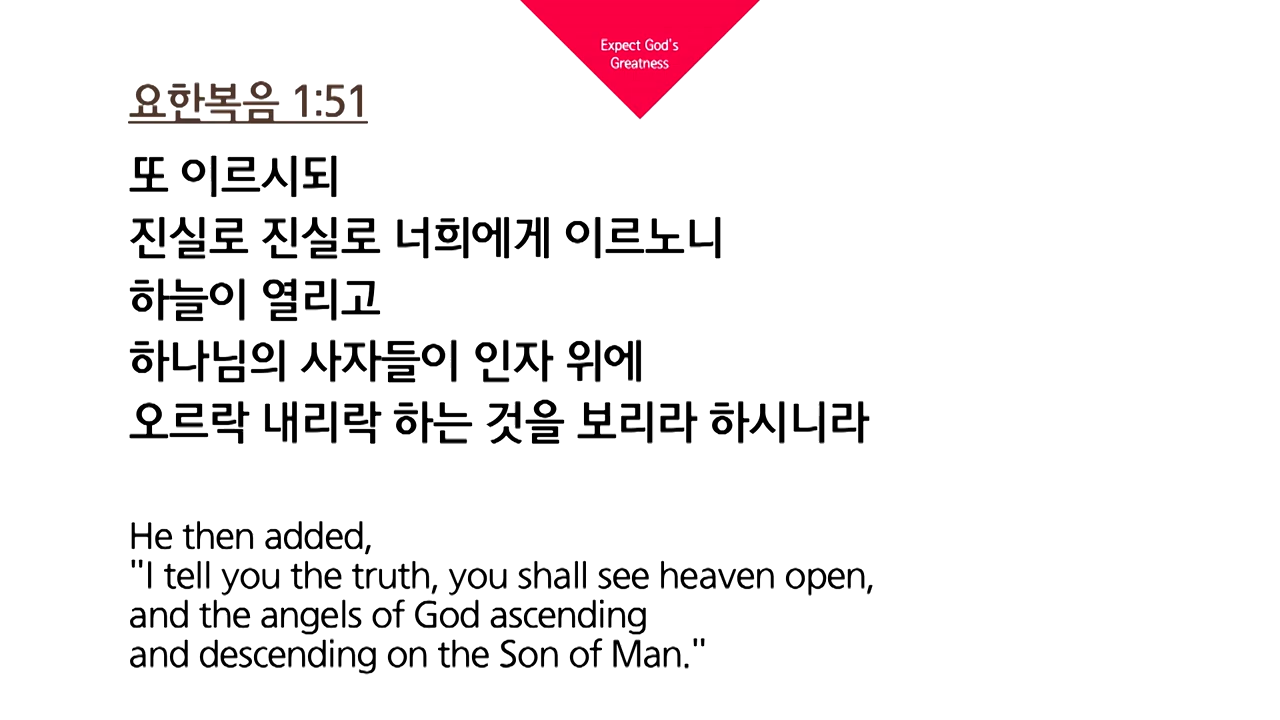 Expect God's
Greatness
요한복음 1:51
또 이르시되
진실로 진실로 너희에게 이르노니
하늘이 열리고
하나님의 사자들이 인자 위에
오르락 내리락 하는 것을 보리라 하시니라
He then added,
"I tell you the truth, you shall see heaven open,
and the angels of God ascending
and descending on the Son of Man."